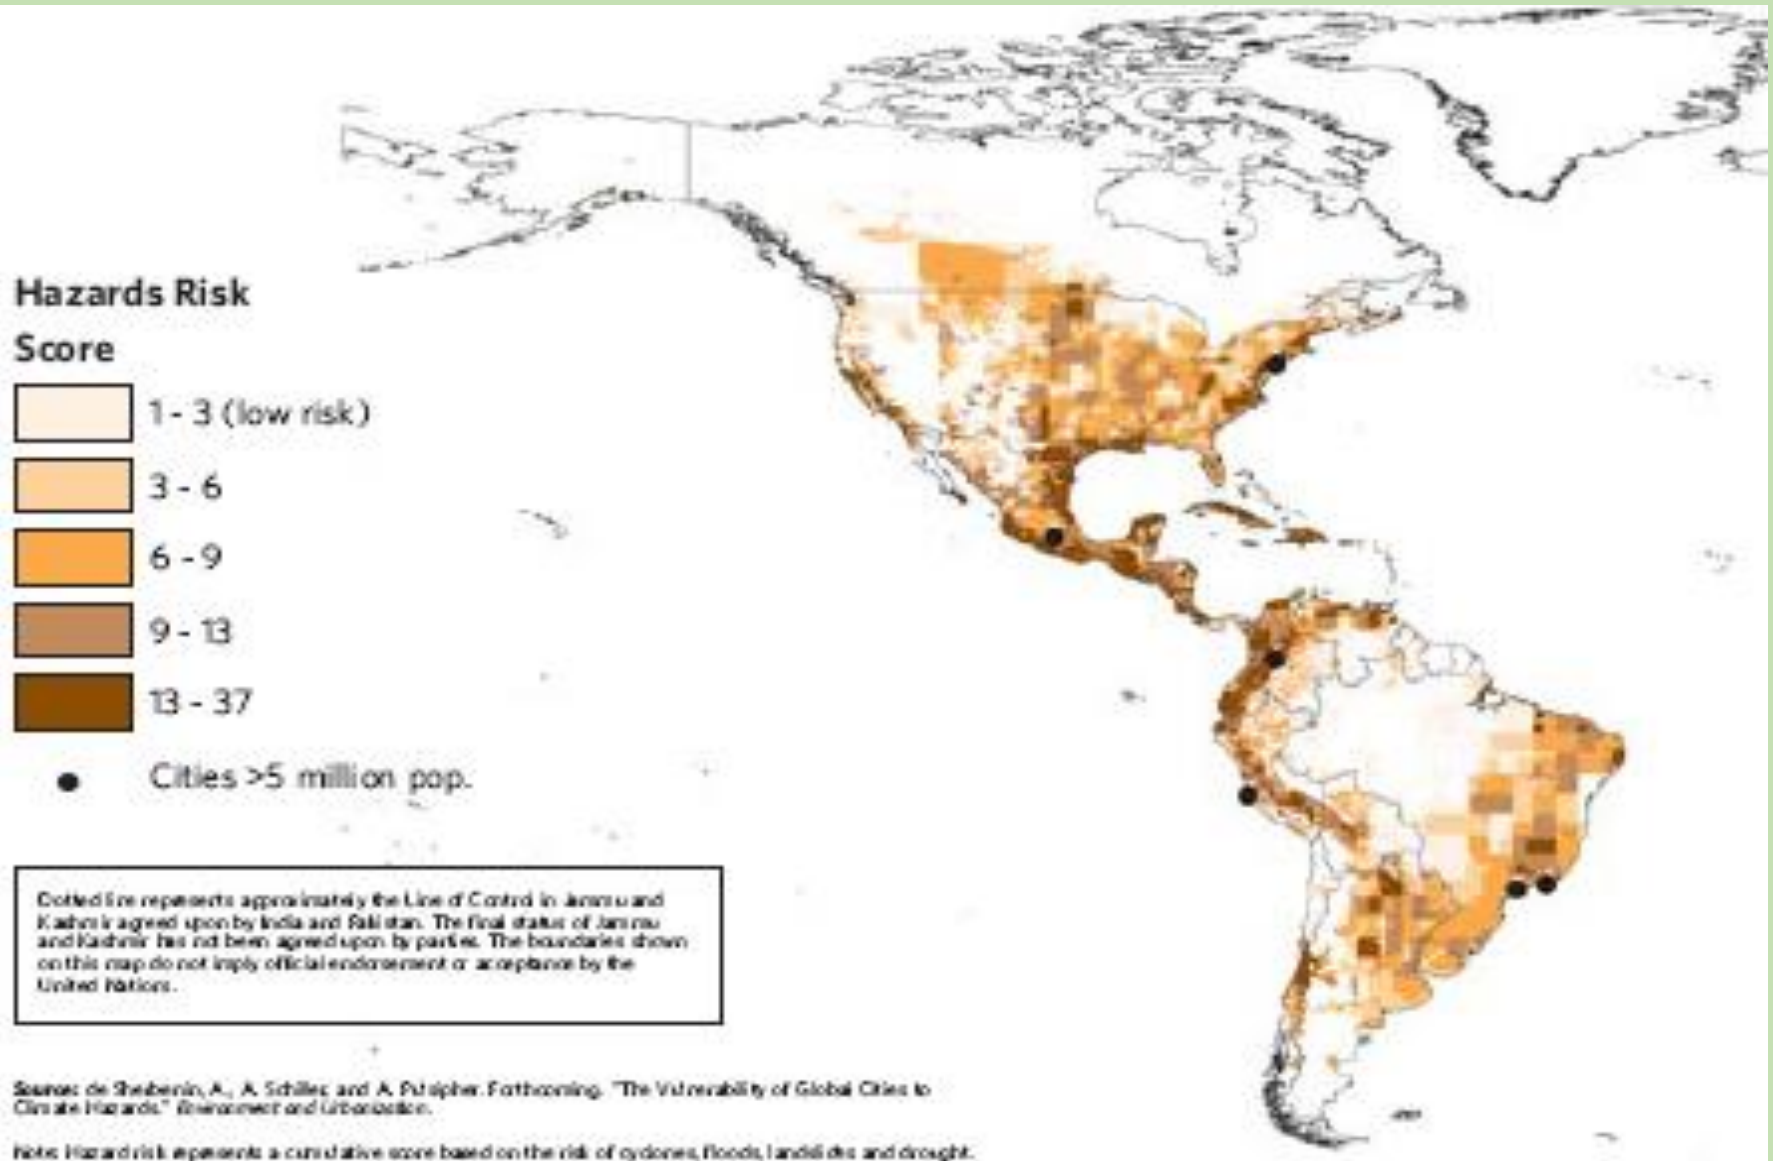 Hazards Risk
Score
1 - 3 (low risk)
3 - 6
6 - 9
9 - 13
13 - 37
Cities >5 million pop.
Dotted line represents approximately the Line of Control in Jammu and
Kashmir agreed upon by India and Pakistan. The final status of Jammu
and Kashmir has not been agreed upon by parties. The boundaries shown
on this map do not imply official endorsement or acceptance by the
United Nations.
Source: de Sherbenin, A., A. Schiller, and A. Pulsipher. Forthcoming. "The Vulnerability of Global Cities to
Climate Hazards." Environment and Urbanization.
Note: Hazard risk represents a cumulative score based on the risk of cyclones, floods, landslides and drought.